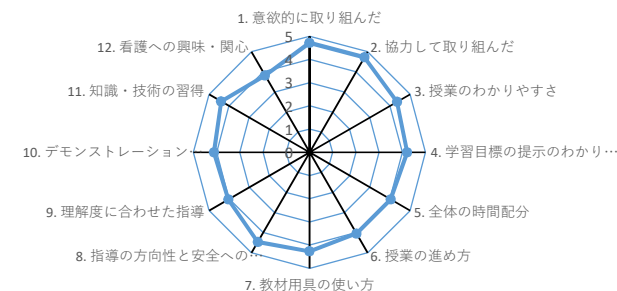 1. 意欲的に取り組んだ
2. 協力して取り組んだ
3. 授業のわかりやすさ
4. 学習目標の提示のわかり…
5. 全体の時間配分
6. 授業の進め方
7. 教材用具の使い方
8. 指導の方向性と安全への…
9. 理解度に合わせた指導
10. デモンストレーション…
11. 知識・技術の習得
12. 看護への興味・関心
5
4
3
2
1
0